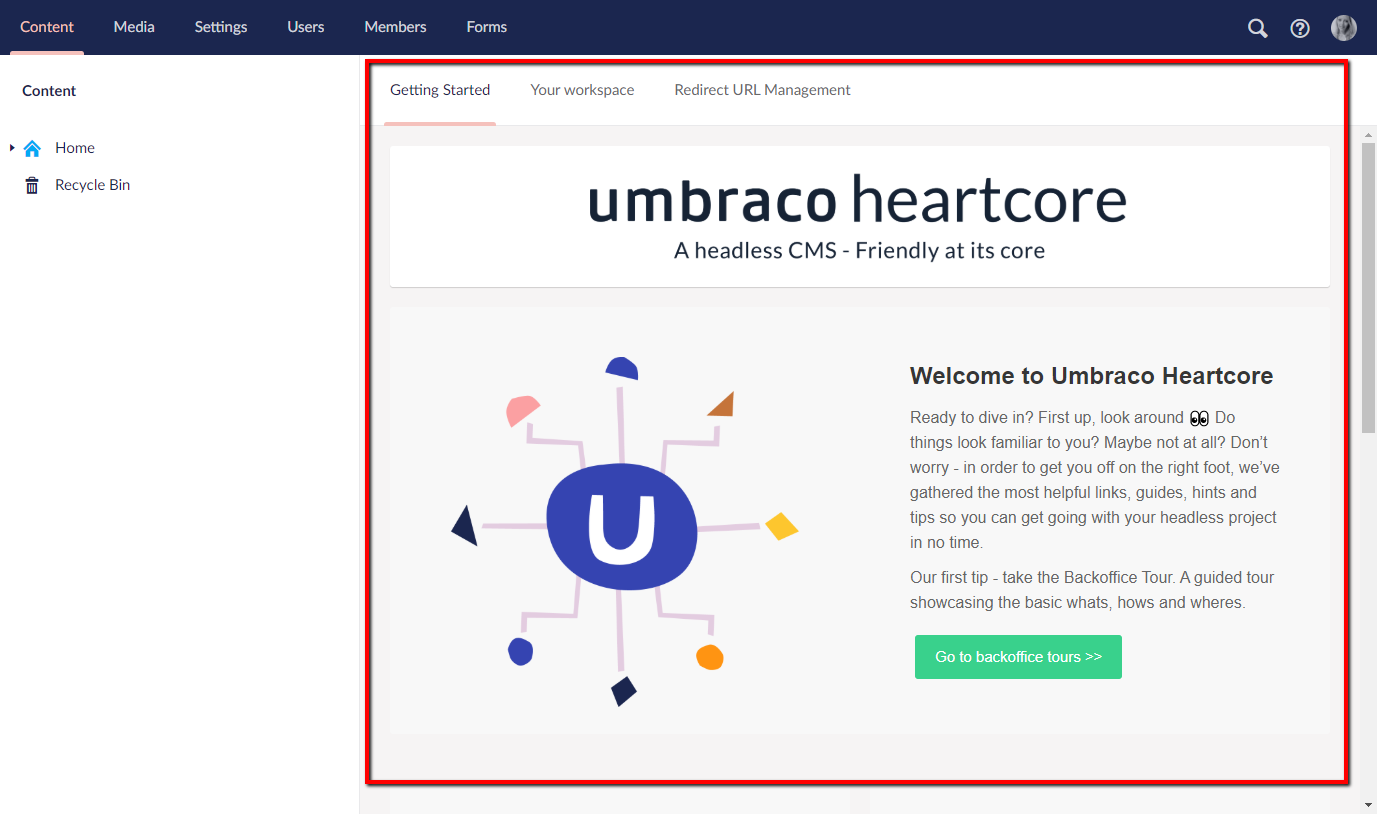 Content Media Settings Users Members Forms
Content
Home
Recycle Bin
Getting Started Your workspace Redirect URL Management
umbraco heartcore
A headless CMS - Friendly at its core
U
Welcome to Umbraco Heartcore
Ready to dive in? First up, look around 👀 Do
things look familiar to you? Maybe not at all? Don’t
worry - in order to get you off on the right foot, we’ve
gathered the most helpful links, guides, hints and
tips so you can get going with your headless project
in no time.
Our first tip - take the Backoffice Tour. A guided tour
showcasing the basic whats, hows and wheres.
Go to backoffice tours >>